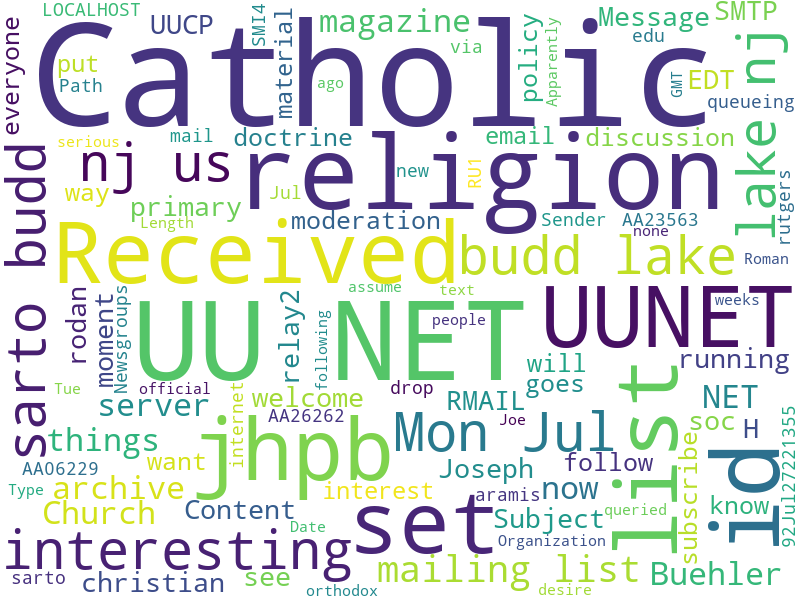 LOCALHOST
UUCP
SMI4
material
magazine
via
edu
policy
Apparently
Message
SMTP
everyone
put
Path
Catholic
ago
EDT
GMT
queueing
lake nj
serious
mail
doctrine
email
discussion
nj us
religion
new
RU1
rutgers
way
primary
Jul
Length
moderation
Sender
AA23563
none
Roman
sarto budd
Received
budd lake
rodan
moment
Newsgroups
UU NET
relay2
following
assume
text
people
UUNET
weeks
Tue
official
internet
welcome
AA26262
drop
RMAIL
Joe
will
goes
running
NET
server
things
jhpb
Mon Jul
list
soc
H
id
92Jul27221355
AA06229
want
Joseph
follow
subscribe
know
Type
archive
interest
aramis
now
queried
Church
Content
Date
set
Subject
Organization
interesting
mailing list
Buehler
sarto
christian
see
orthodox
desire